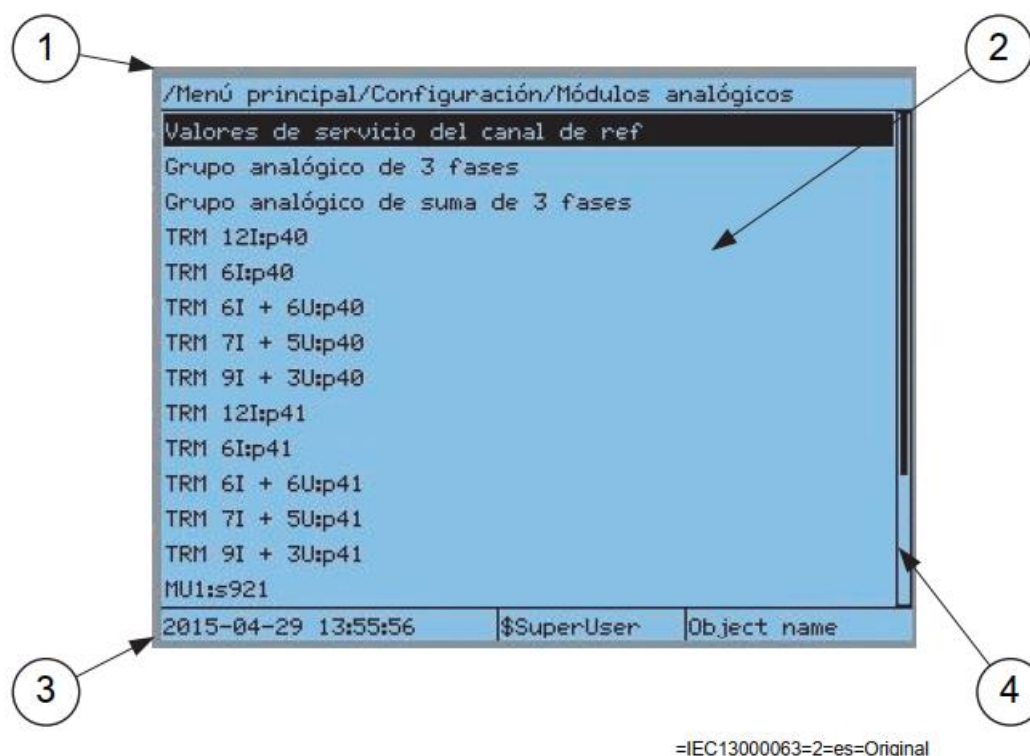 1
2
/Menú principal/Configuración/Módulos analógicos
Valores de servicio del canal de ref
Grupo analógico de 3 fases
Grupo analógico de suma de 3 fases
TRM 12I:p40
TRM 6I:p40
TRM 6I + 6U:p40
TRM 7I + 5U:p40
TRM 9I + 3U:p40
TRM 12I:p41
TRM 6I:p41
TRM 6I + 6U:p41
TRM 7I + 5U:p41
TRM 9I + 3U:p41
MU1:s921
2015-04-29 13:55:56 $SuperUser Object name
3
4
=IEC13000063=2=es=Original